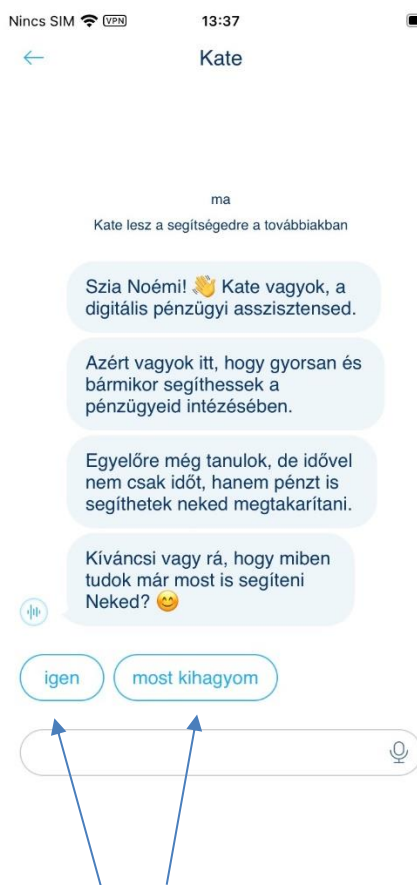 Nincs SIM VPN 13:37
Kate
ma
Kate lesz a segítségedre a továbbiakban
Szia Noémi! 👋 Kate vagyok, a
digitális pénzügyi asszisztensed.
Azért vagyok itt, hogy gyorsan és
bármikor segíthessek a
pénzügyeid intézésében.
Egyelőre még tanulok, de idővel
nem csak időt, hanem pénzt is
segíthetek neked megtakarítani.
Kíváncsi vagy rá, hogy miben
tudok már most is segíteni
Neked? 😊
igen most kihagyom